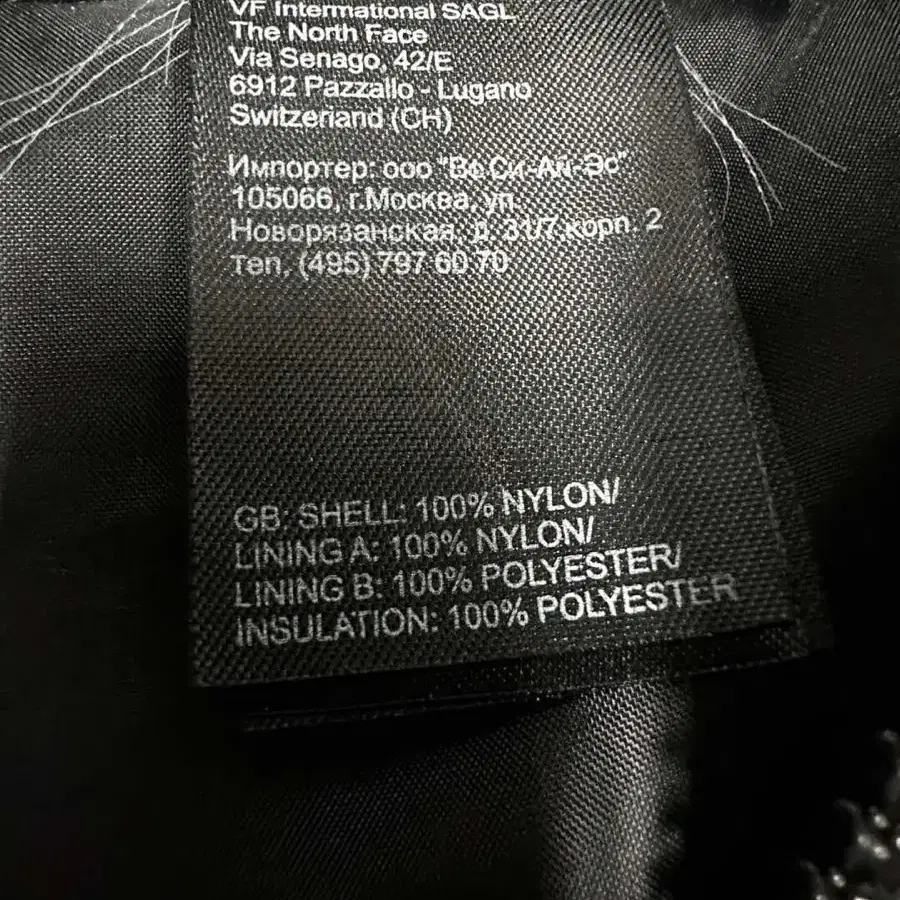 VF International SAGL
The North Face
Via Senago, 42/E
6912 Pazzallo - Lugano
Switzerland (CH)
Импортер: ооо "Ве Си-Ай-Эс"
105066, г.Москва, ул.
Новорязанская, д. 31/7,корп. 2
тел. (495) 797 60 70
GB: SHELL: 100% NYLON/
LINING A: 100% NYLON/
LINING B: 100% POLYESTER/
INSULATION: 100% POLYESTER